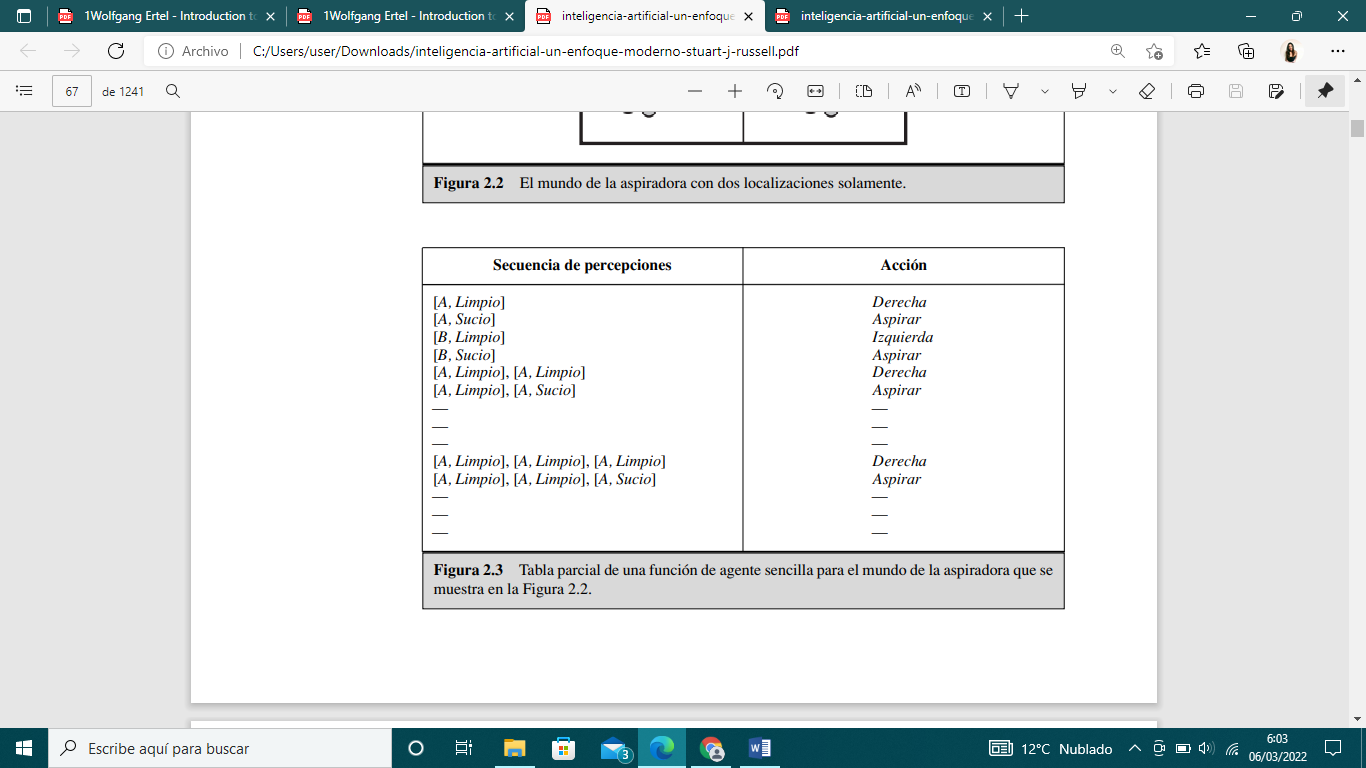 1Wolfgang Ertel - Introduction to
1Wolfgang Ertel - Introduction to
inteligencia-artificial-un-enfoque
inteligencia-artificial-un-enfoque
Archivo C:/Users/user/Downloads/inteligencia-artificial-un-enfoque-moderno-stuart-j-russell.pdf
67 de 1241
Figura 2.2 El mundo de la aspiradora con dos localizaciones solamente.
Secuencia de percepciones Acción
[A, Limpio] Derecha
[A, Sucio] Aspirar
[B, Limpio] Izquierda
[B, Sucio] Aspirar
[A, Limpio], [A, Limpio] Derecha
[A, Limpio], [A, Sucio] Aspirar
— —
— —
— —
[A, Limpio], [A, Limpio], [A, Limpio] Derecha
[A, Limpio], [A, Limpio], [A, Sucio] Aspirar
— —
— —
— —
Figura 2.3 Tabla parcial de una función de agente sencilla para el mundo de la aspiradora que se
muestra en la Figura 2.2.
Escribe aquí para buscar
3
12°C Nublado
6:03
06/03/2022